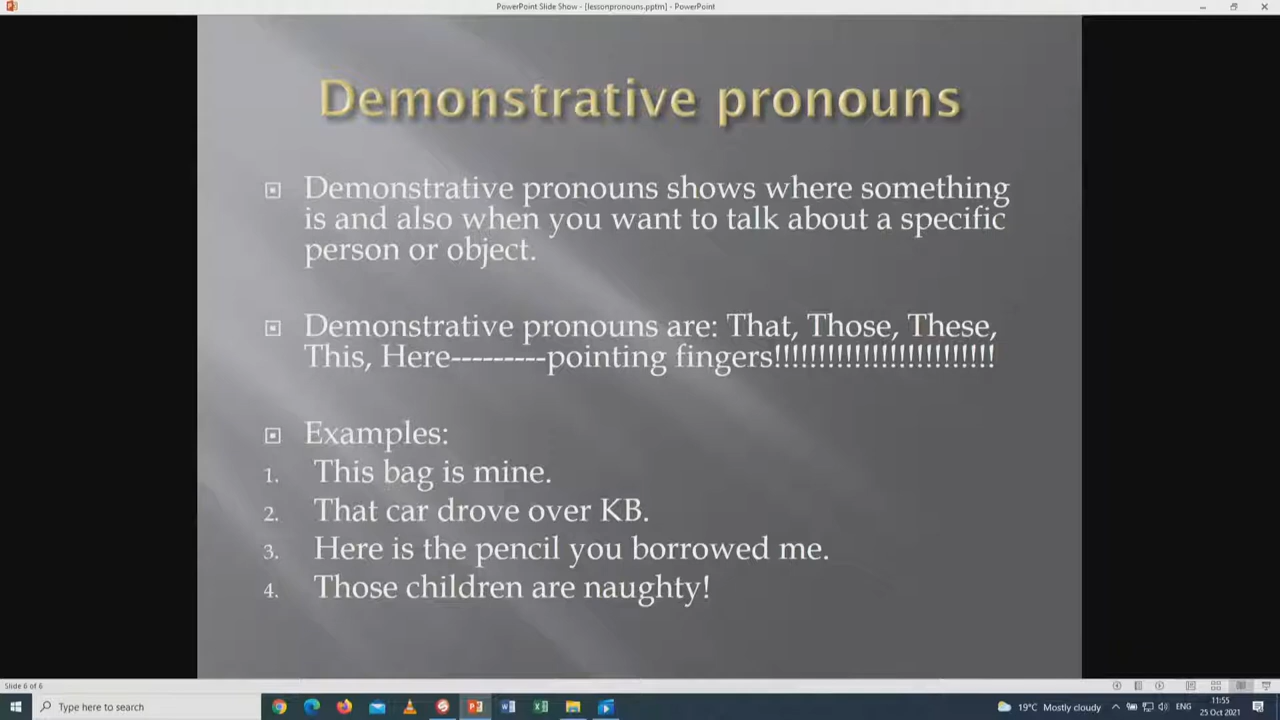 PowerPoint Slide Show - [lessonpronouns.pptm] - PowerPoint
Demonstrative pronouns
Demonstrative pronouns shows where something
is and also when you want to talk about a specific
person or object.
Demonstrative pronouns are: That, Those, These,
This, Here---------pointing fingers!!!!!!!!!!!!!!!!!!!!!!!!!
Examples:
1. This bag is mine.
2. That car drove over KB.
3. Here is the pencil you borrowed me.
4. Those children are naughty!
Slide 6 of 6
Type here to search
19°C Mostly cloudy
ENG
11:55
25 Oct 2021